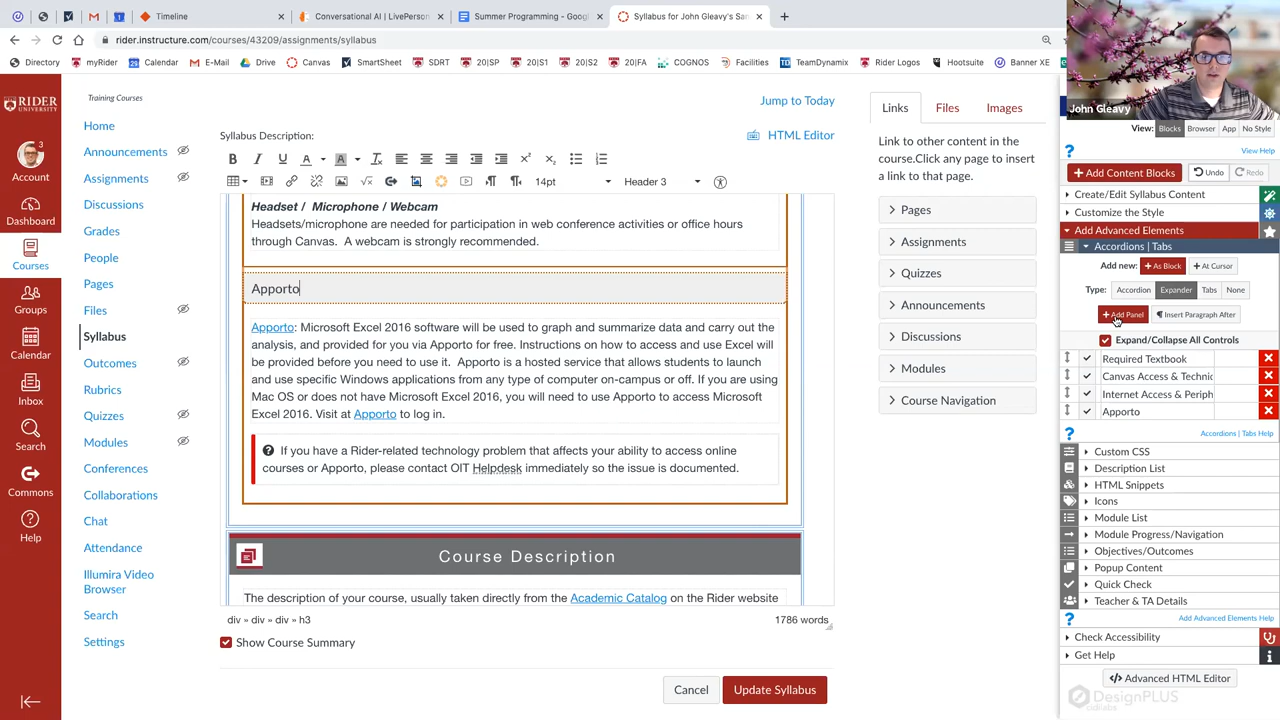 Timeline
Conversational AI | LivePerson
Summer Programming - Goog
Syllabus for John Gleavy's San
rider.instructure.com/courses/43209/assignments/syllabus
Directory
myRider
Calendar
E-Mail
Drive
Canvas
SmartSheet
SDRT
20|SP
20|S1
20|S2
20|FA
COGNOS
Facilities
TeamDynamix
Rider Logos
Hootsuite
Banner XE
John Gleavy
RIDER
UNIVERSITY
3
Account
Dashboard
Courses
Groups
Calendar
Inbox
Search
Commons
Help
Training Courses
Home
Announcements
Assignments
Discussions
Grades
People
Pages
Files
Syllabus
Outcomes
Rubrics
Quizzes
Modules
Conferences
Collaborations
Chat
Attendance
Illumira Video
Browser
Search
Settings
Jump to Today
Syllabus Description:
HTML Editor
14pt
Header 3
Headset / Microphone / Webcam
Headsets/microphone are needed for participation in web conference activities or office hours
through Canvas. A webcam is strongly recommended.
Apporto
Apporto: Microsoft Excel 2016 software will be used to graph and summarize data and carry out the
analysis, and provided for you via Apporto for free. Instructions on how to access and use Excel will
be provided before you need to use it. Apporto is a hosted service that allows students to launch
and use specific Windows applications from any type of computer on-campus or off. If you are using
Mac OS or does not have Microsoft Excel 2016, you will need to use Apporto to access Microsoft
Excel 2016. Visit at Apporto to log in.
If you have a Rider-related technology problem that affects your ability to access online
courses or Apporto, please contact OIT Helpdesk immediately so the issue is documented.
Course Description
The description of your course, usually taken directly from the Academic Catalog on the Rider website
div » div » div » h3
1786 words
Show Course Summary
Cancel
Update Syllabus
Links
Files
Images
Link to other content in the
course.Click any page to insert
a link to that page.
Pages
Assignments
Quizzes
Announcements
Discussions
Modules
Course Navigation
View:
Blocks
Browser
App
No Style
View Help
+ Add Content Blocks
Undo
Redo
Create/Edit Syllabus Content
Customize the Style
Add Advanced Elements
Accordions | Tabs
Add new:
+ As Block
+ At Cursor
Type:
Accordion
Expander
Tabs
None
+ Add Panel
Insert Paragraph After
Expand/Collapse All Controls
Required Textbook
Canvas Access & Technic
Internet Access & Periph
Apporto
Accordions | Tabs Help
Custom CSS
Description List
HTML Snippets
Icons
Module List
Module Progress/Navigation
Objectives/Outcomes
Popup Content
Quick Check
Teacher & TA Details
Add Advanced Elements Help
Check Accessibility
Get Help
</> Advanced HTML Editor
DesignPLUS
cidilabs